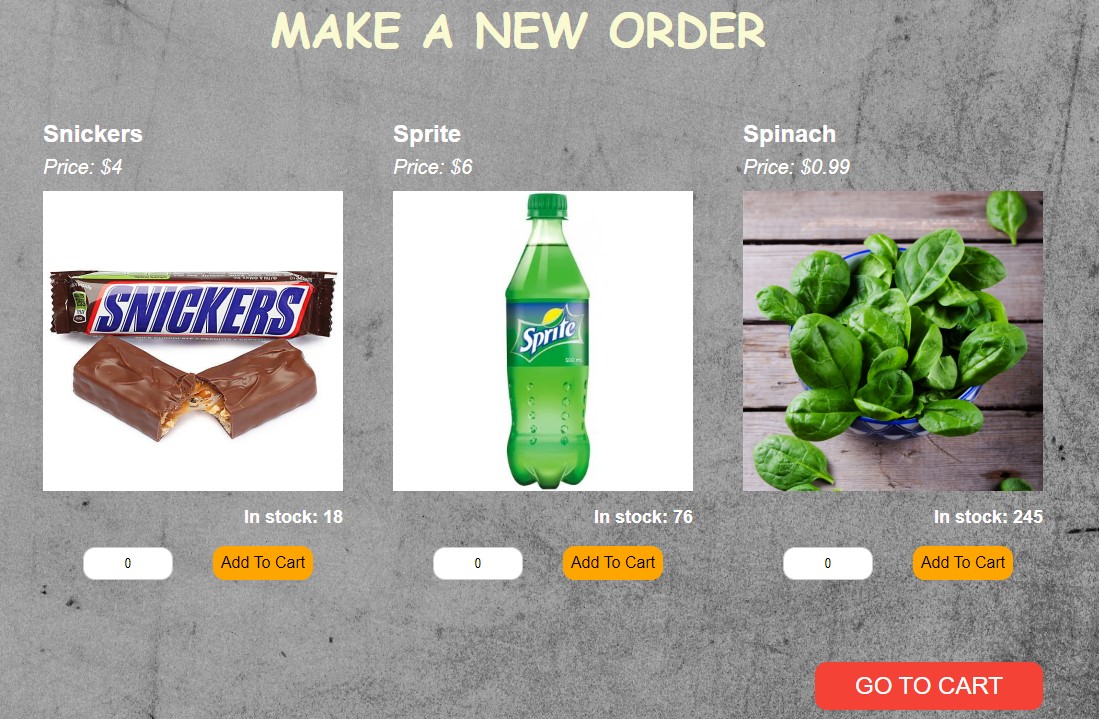 MAKE A NEW ORDER
Snickers
Price: $4
Sprite
Price: $6
Spinach
Price: $0.99
SNICKERS
Sprite
In stock: 18
In stock: 76
In stock: 245
0
Add To Cart
0
Add To Cart
0
Add To Cart
GO TO CART